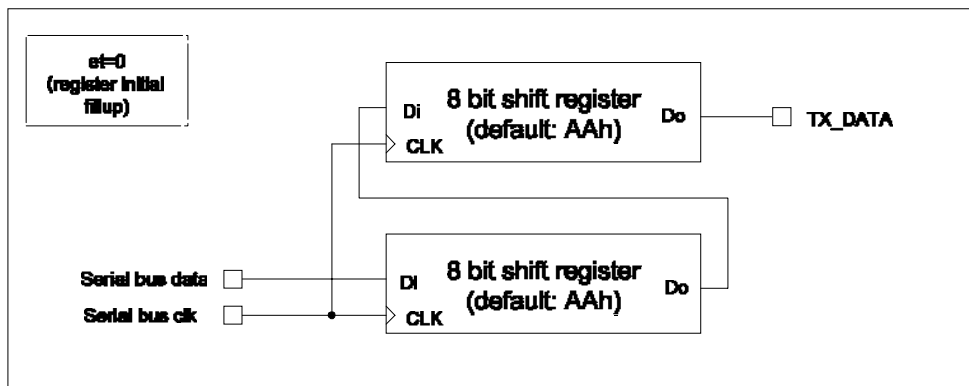 et=0
(register initial
fillup)
8 bit shift register
(default: AAh)
Di
Do
CLK
TX_DATA
8 bit shift register
(default: AAh)
Serial bus data
DI
Do
Serial bus clk
CLK